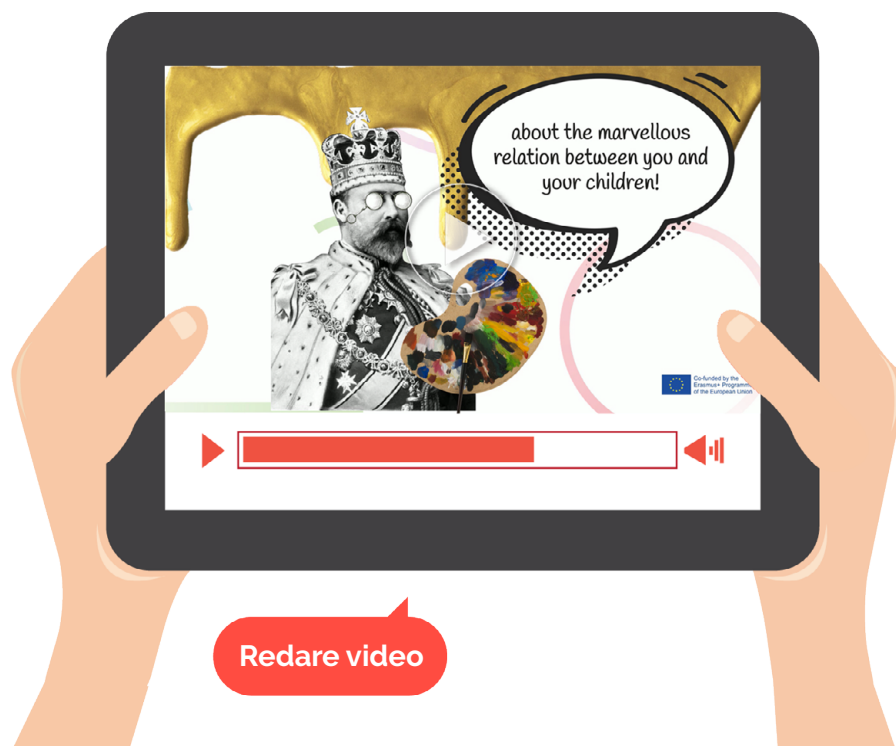 about the marvellous
relation between you and
your children!
Co-funded by the
Erasmus+ Programme
of the European Union
Redare video